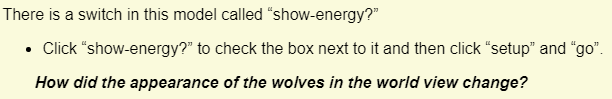 There is a switch in this model called “show-energy?”
• Click “show-energy?” to check the box next to it and then click “setup” and “go”.
How did the appearance of the wolves in the world view change?